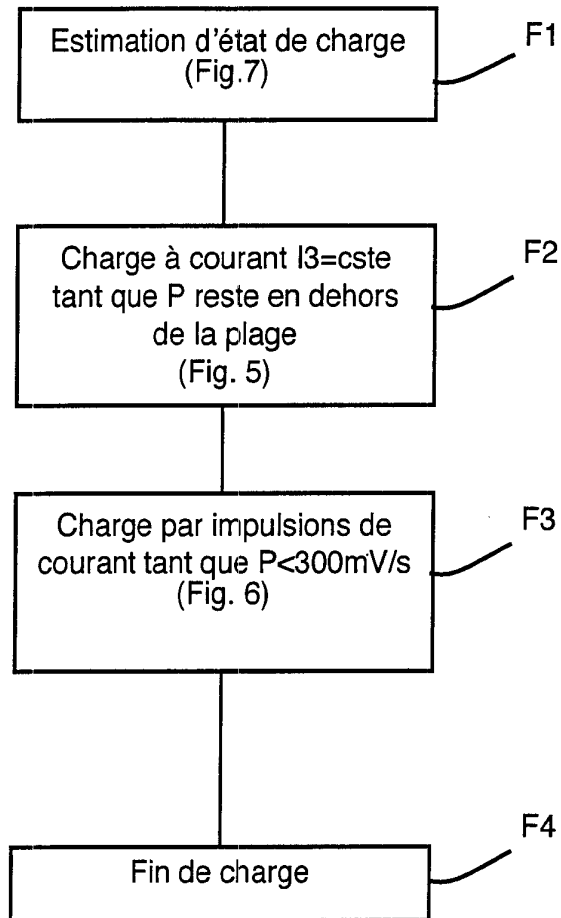 Estimation d'état de charge
(Fig.7)
F1
Charge à courant I3=cste
tant que P reste en dehors
de la plage
(Fig. 5)
F2
Charge par impulsions de
courant tant que P<300mV/s
(Fig. 6)
F3
Fin de charge
F4